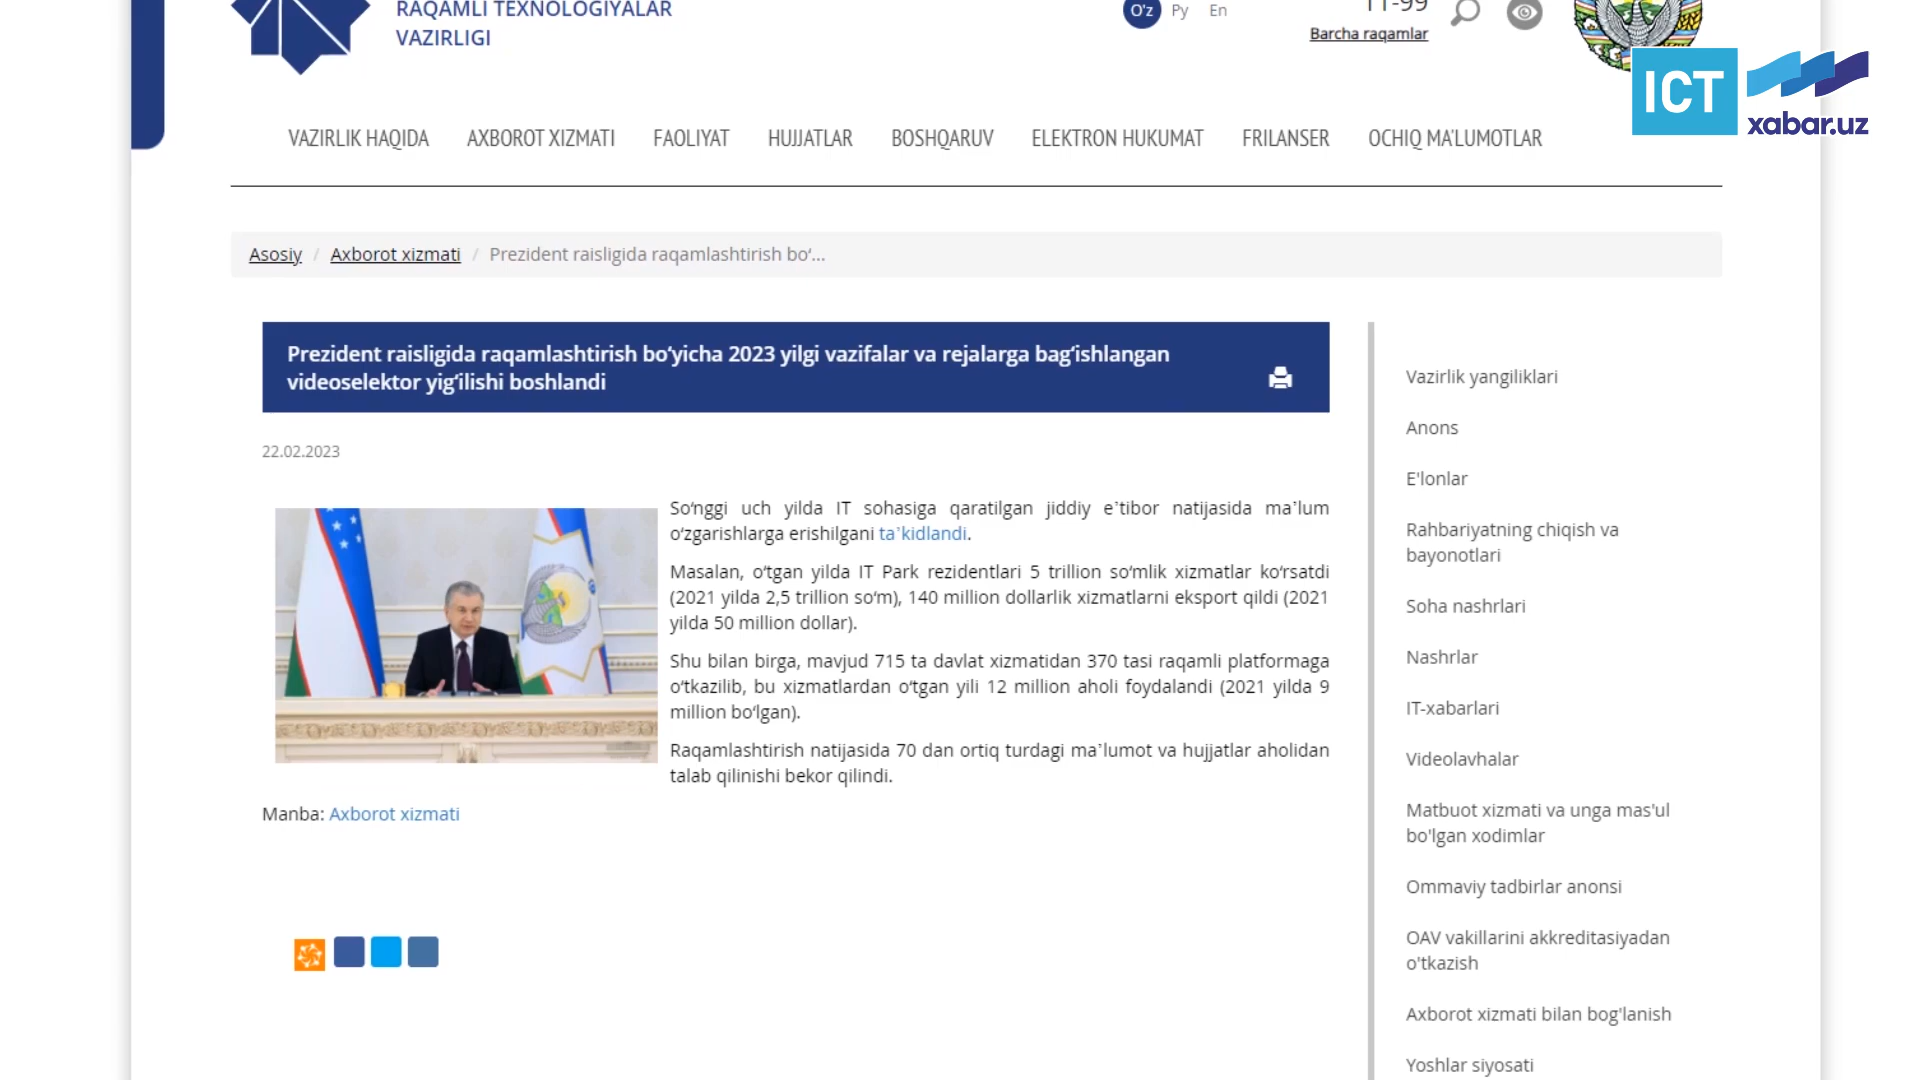 RAQAMLI TEXNOLOGIYALAR
VAZIRLIGI
O'z Ру En
11-99
Barcha raqamlar
ICT
xabar.uz
VAZIRLIK HAQIDA AXBOROT XIZMATI FAOLIYAT HUJJATLAR BOSHQARUV ELEKTRON HUKUMAT FRILANSER OCHIQ MA'LUMOTLAR
Asosiy / Axborot xizmati / Prezident raisligida raqamlashtirish bo‘...
Prezident raisligida raqamlashtirish bo‘yicha 2023 yilgi vazifalar va rejalarga bag‘ishlangan
videoselektor yig‘ilishi boshlandi
22.02.2023
So‘nggi uch yilda IT sohasiga qaratilgan jiddiy e’tibor natijasida ma’lum
o‘zgarishlarga erishilgani ta’kidlandi.
Masalan, o‘tgan yilda IT Park rezidentlari 5 trillion so‘mlik xizmatlar ko‘rsatdi
(2021 yilda 2,5 trillion so‘m), 140 million dollarlik xizmatlarni eksport qildi (2021
yilda 50 million dollar).
Shu bilan birga, mavjud 715 ta davlat xizmatidan 370 tasi raqamli platformaga
o‘tkazilib, bu xizmatlardan o‘tgan yili 12 million aholi foydalandi (2021 yilda 9
million bo‘lgan).
Raqamlashtirish natijasida 70 dan ortiq turdagi ma’lumot va hujjatlar aholidan
talab qilinishi bekor qilindi.
Manba: Axborot xizmati
Vazirlik yangiliklari
Anons
E'lonlar
Rahbariyatning chiqish va
bayonotlari
Soha nashrlari
Nashrlar
IT-xabarlari
Videolavhalar
Matbuot xizmati va unga mas'ul
bo'lgan xodimlar
Ommaviy tadbirlar anonsi
OAV vakillarini akkreditasiyadan
o'tkazish
Axborot xizmati bilan bog'lanish
Yoshlar siyosati